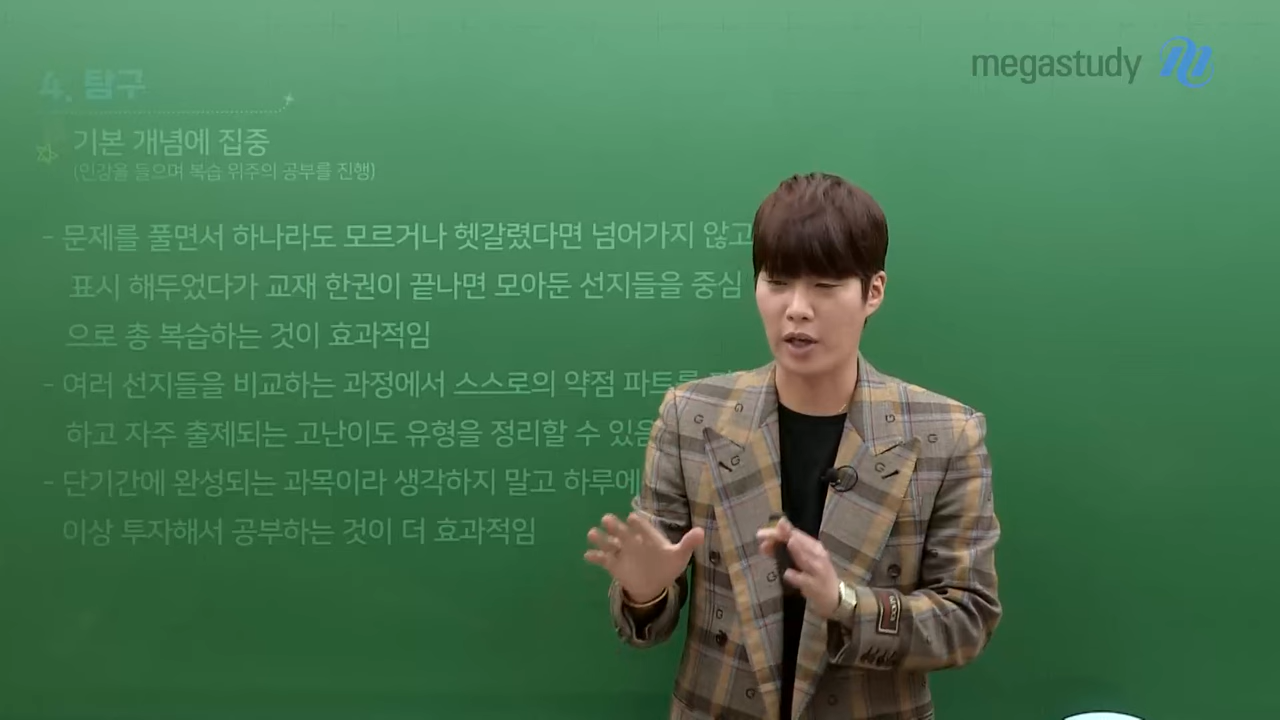 megastudy
4. 탐구
기본 개념에 집중
(인강을 들으며 복습 위주의 공부를 진행)
- 문제를 풀면서 하나라도 모르거나 헷갈렸다면 넘어가지 않고
표시 해두었다가 교재 한권이 끝나면 모아둔 선지들을 중심
으로 총 복습하는 것이 효과적임
- 여러 선지들을 비교하는 과정에서 스스로의 약점 파트를
하고 자주 출제되는 고난이도 유형을 정리할 수 있음
- 단기간에 완성되는 과목이라 생각하지 말고 하루에
이상 투자해서 공부하는 것이 더 효과적임